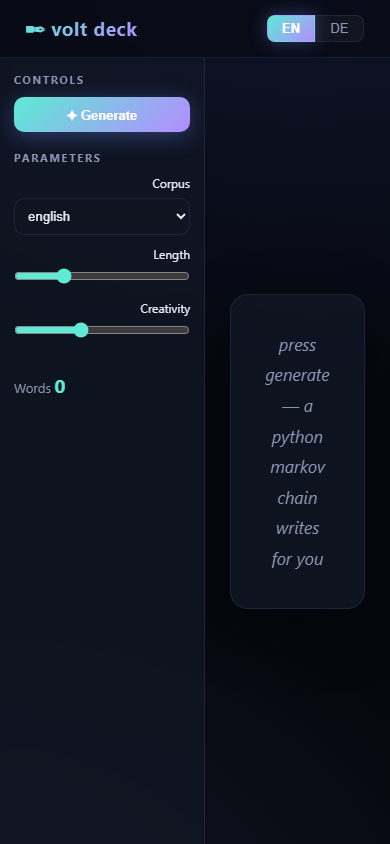 ✒ volt deck
EN
DE
CONTROLS
✦ Generate
PARAMETERS
Corpus
english
Length
Creativity
Words 0
press
generate
— a
python
markov
chain
writes
for you